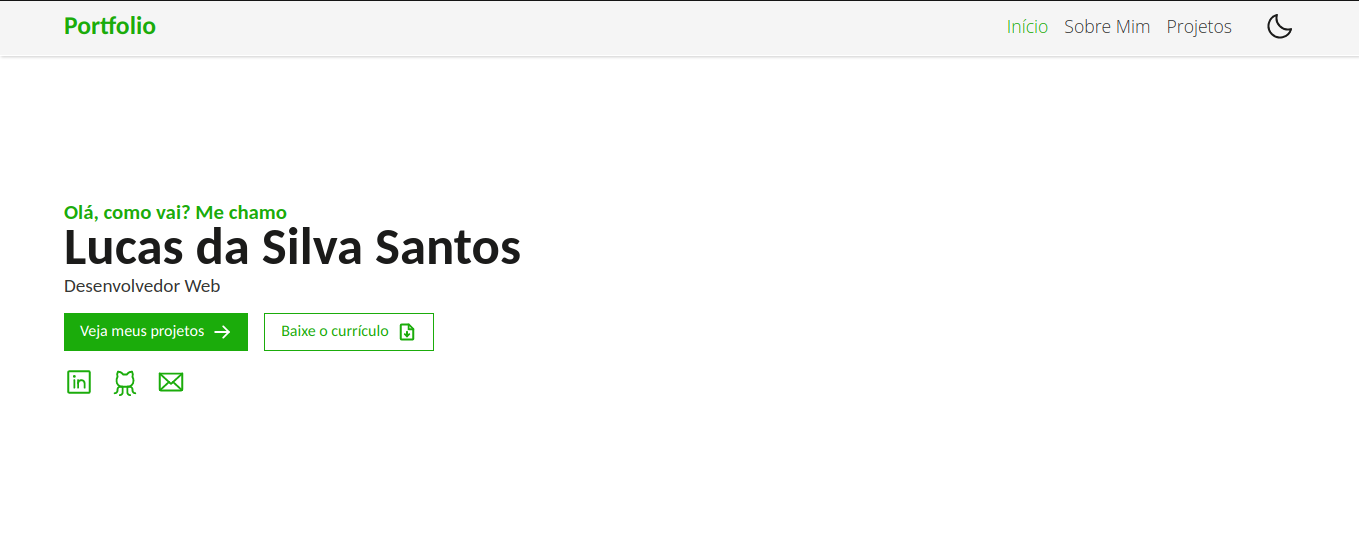 Portfolio
Início Sobre Mim Projetos
Olá, como vai? Me chamo
Lucas da Silva Santos
Desenvolvedor Web
Veja meus projetos
Baixe o currículo
in